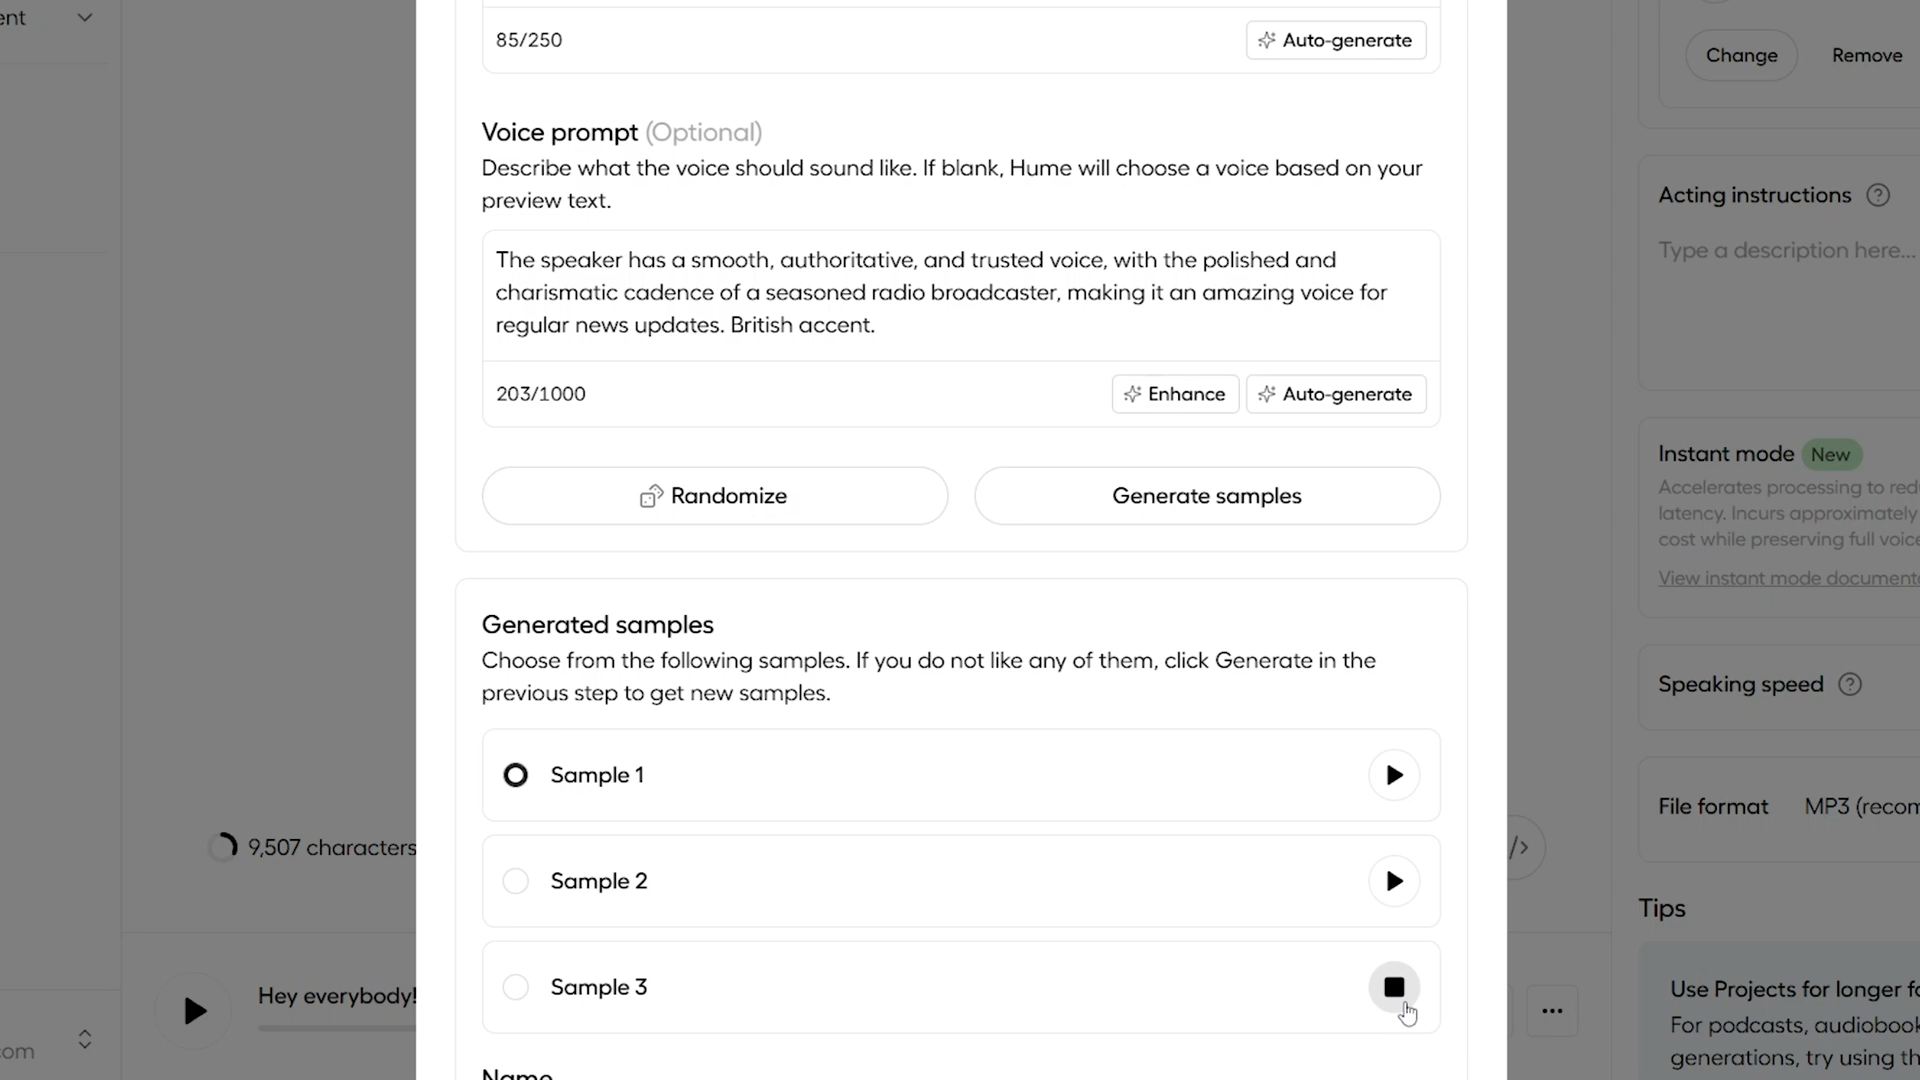 ent
85/250
Auto-generate
Change
Remove
Voice prompt (Optional)
Describe what the voice should sound like. If blank, Hume will choose a voice based on your
preview text.
The speaker has a smooth, authoritative, and trusted voice, with the polished and
charismatic cadence of a seasoned radio broadcaster, making it an amazing voice for
regular news updates. British accent.
203/1000
Enhance
Auto-generate
Randomize
Generate samples
Generated samples
Choose from the following samples. If you do not like any of them, click Generate in the
previous step to get new samples.
Sample 1
Sample 2
Sample 3
Name
9,507 characters
Hey everybody!
com
Acting instructions
Type a description here...
Instant mode New
Accelerates processing to red
latency. Incurs approximately
cost while preserving full voice
View instant mode document
Speaking speed
File format MP3 (recom
/>
Tips
Use Projects for longer fo
For podcasts, audiobook
generations, try using th